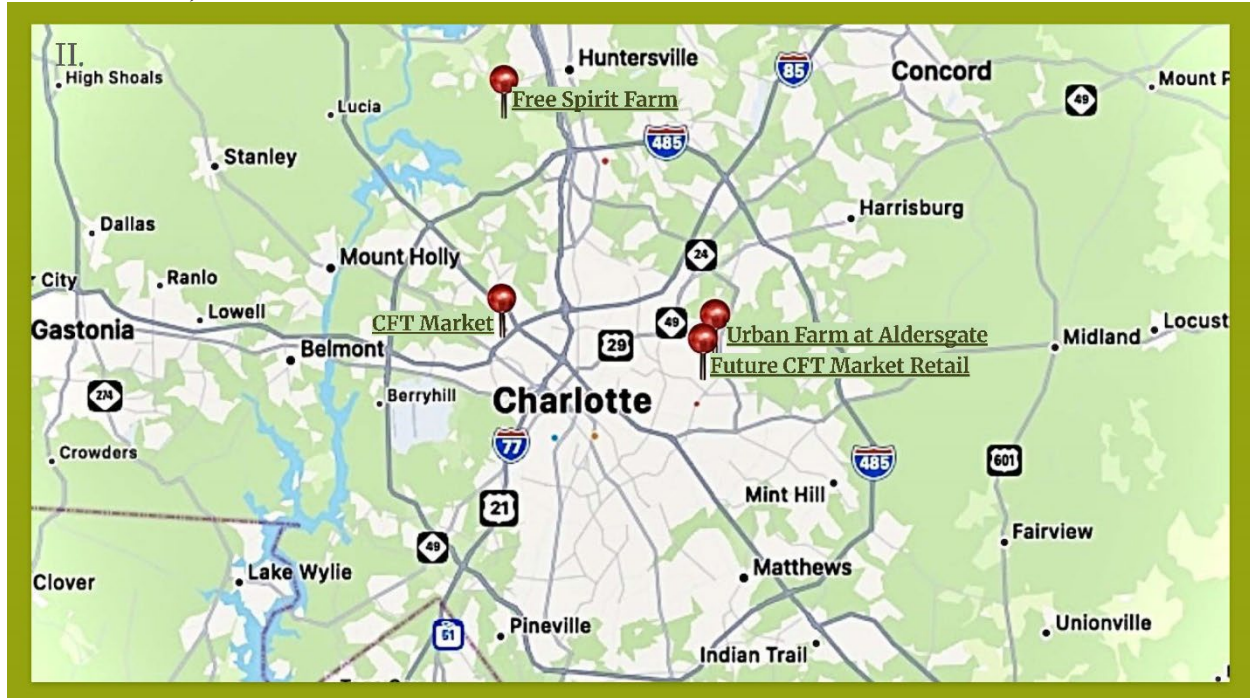 II.
High Shoals
Huntersville
85
Concord
Mount P
Free Spirit Farm
49
Lucia
485
Stanley
Harrisburg
Dallas
Mount Holly
24
City
Ranlo
Lowell
CFT Market
49
Urban Farm at Aldersgate
Gastonia
Belmont
29
Midland
Locust
Future CFT Market Retail
274
Berryhill
Charlotte
77
Crowders
485
601
Mint Hill
21
Fairview
49
Clover
Lake Wylie
Matthews
51
Pineville
Unionville
Indian Trail